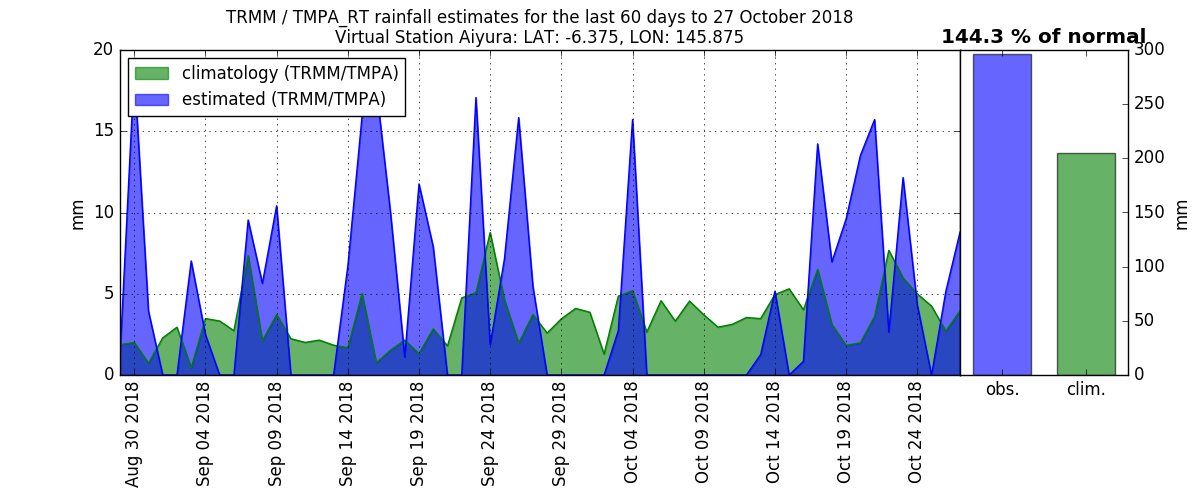 TRMM / TMPA_RT rainfall estimates for the last 60 days to 27 October 2018
Virtual Station Aiyura: LAT: -6.375, LON: 145.875
144.3 % of normal
climatology (TRMM/TMPA)
estimated (TRMM/TMPA)
20
15
10
5
0
mm
300
250
200
150
100
50
0
mm
obs.
clim.
Aug 30 2018
Sep 04 2018
Sep 09 2018
Sep 14 2018
Sep 19 2018
Sep 24 2018
Sep 29 2018
Oct 04 2018
Oct 09 2018
Oct 14 2018
Oct 19 2018
Oct 24 2018